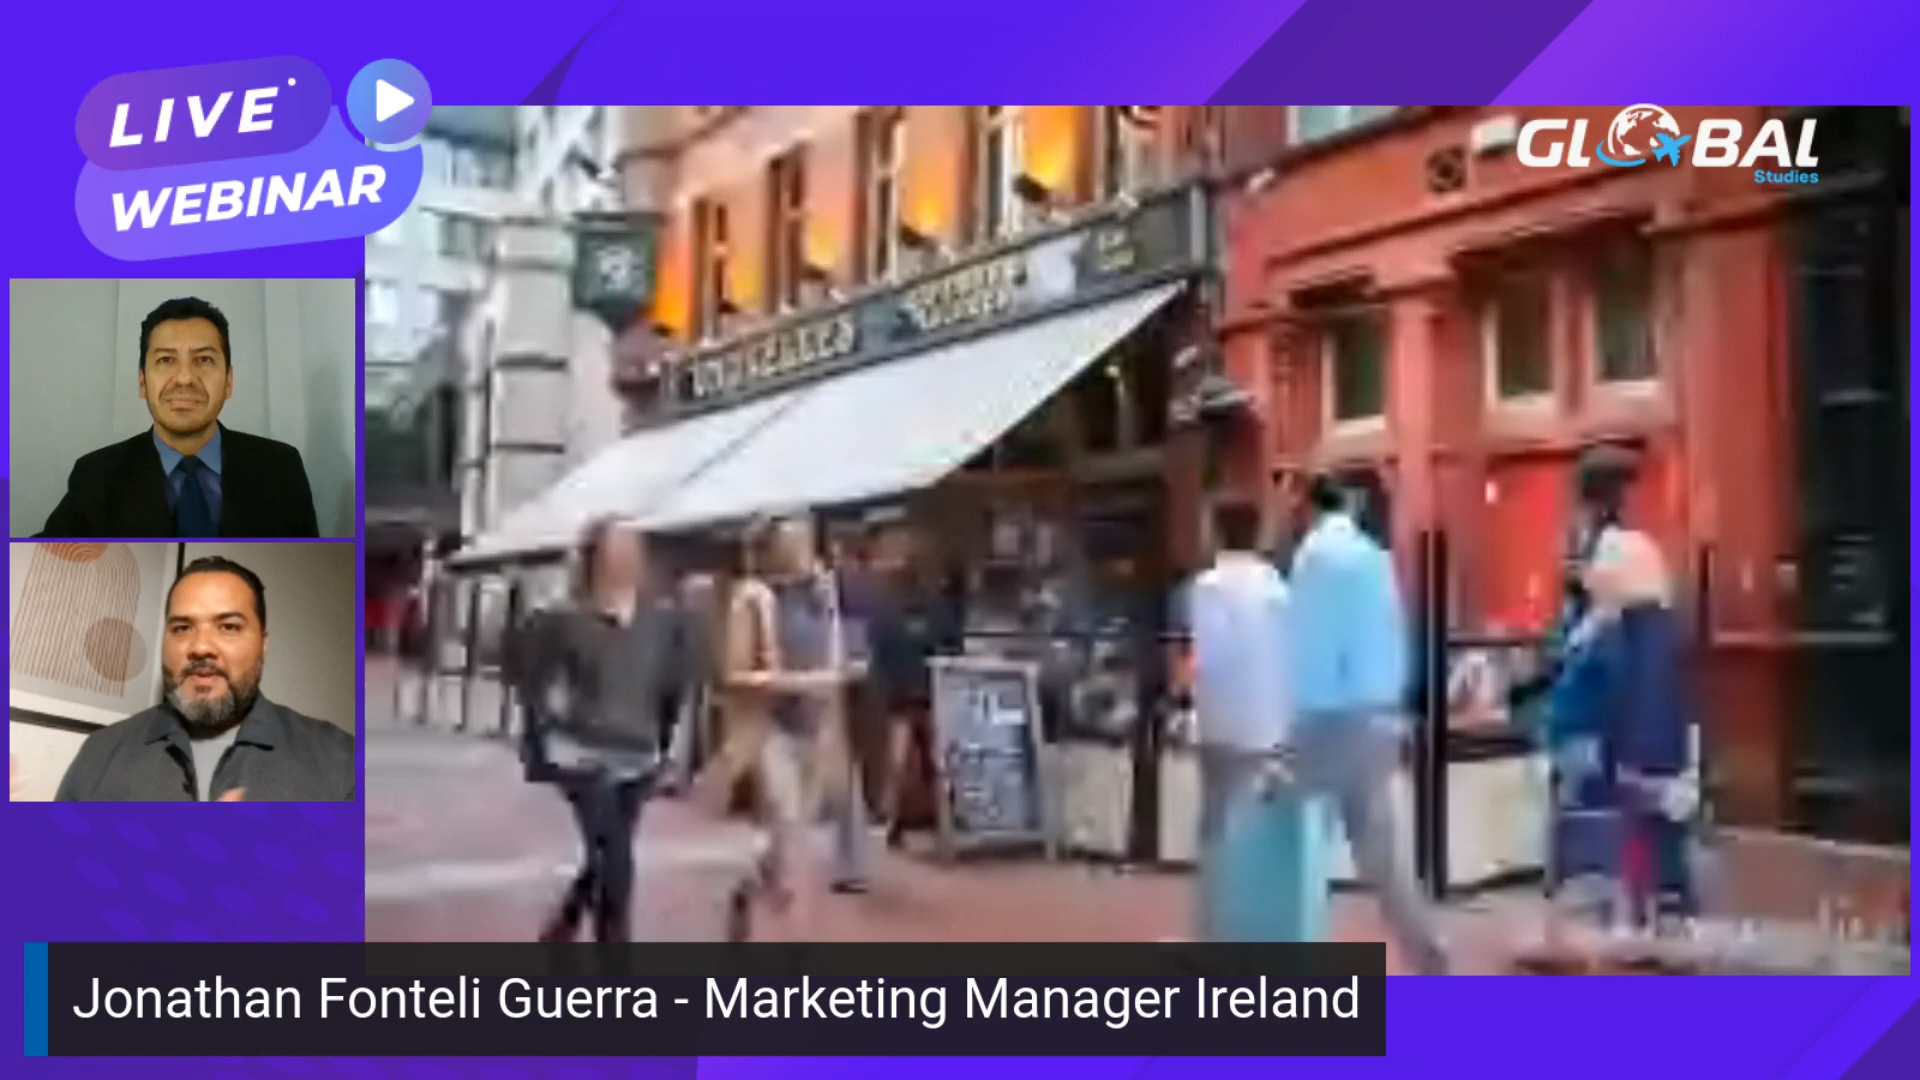 LIVE
WEBINAR
GLOBAL
Studies
Jonathan Fonteli Guerra - Marketing Manager Ireland